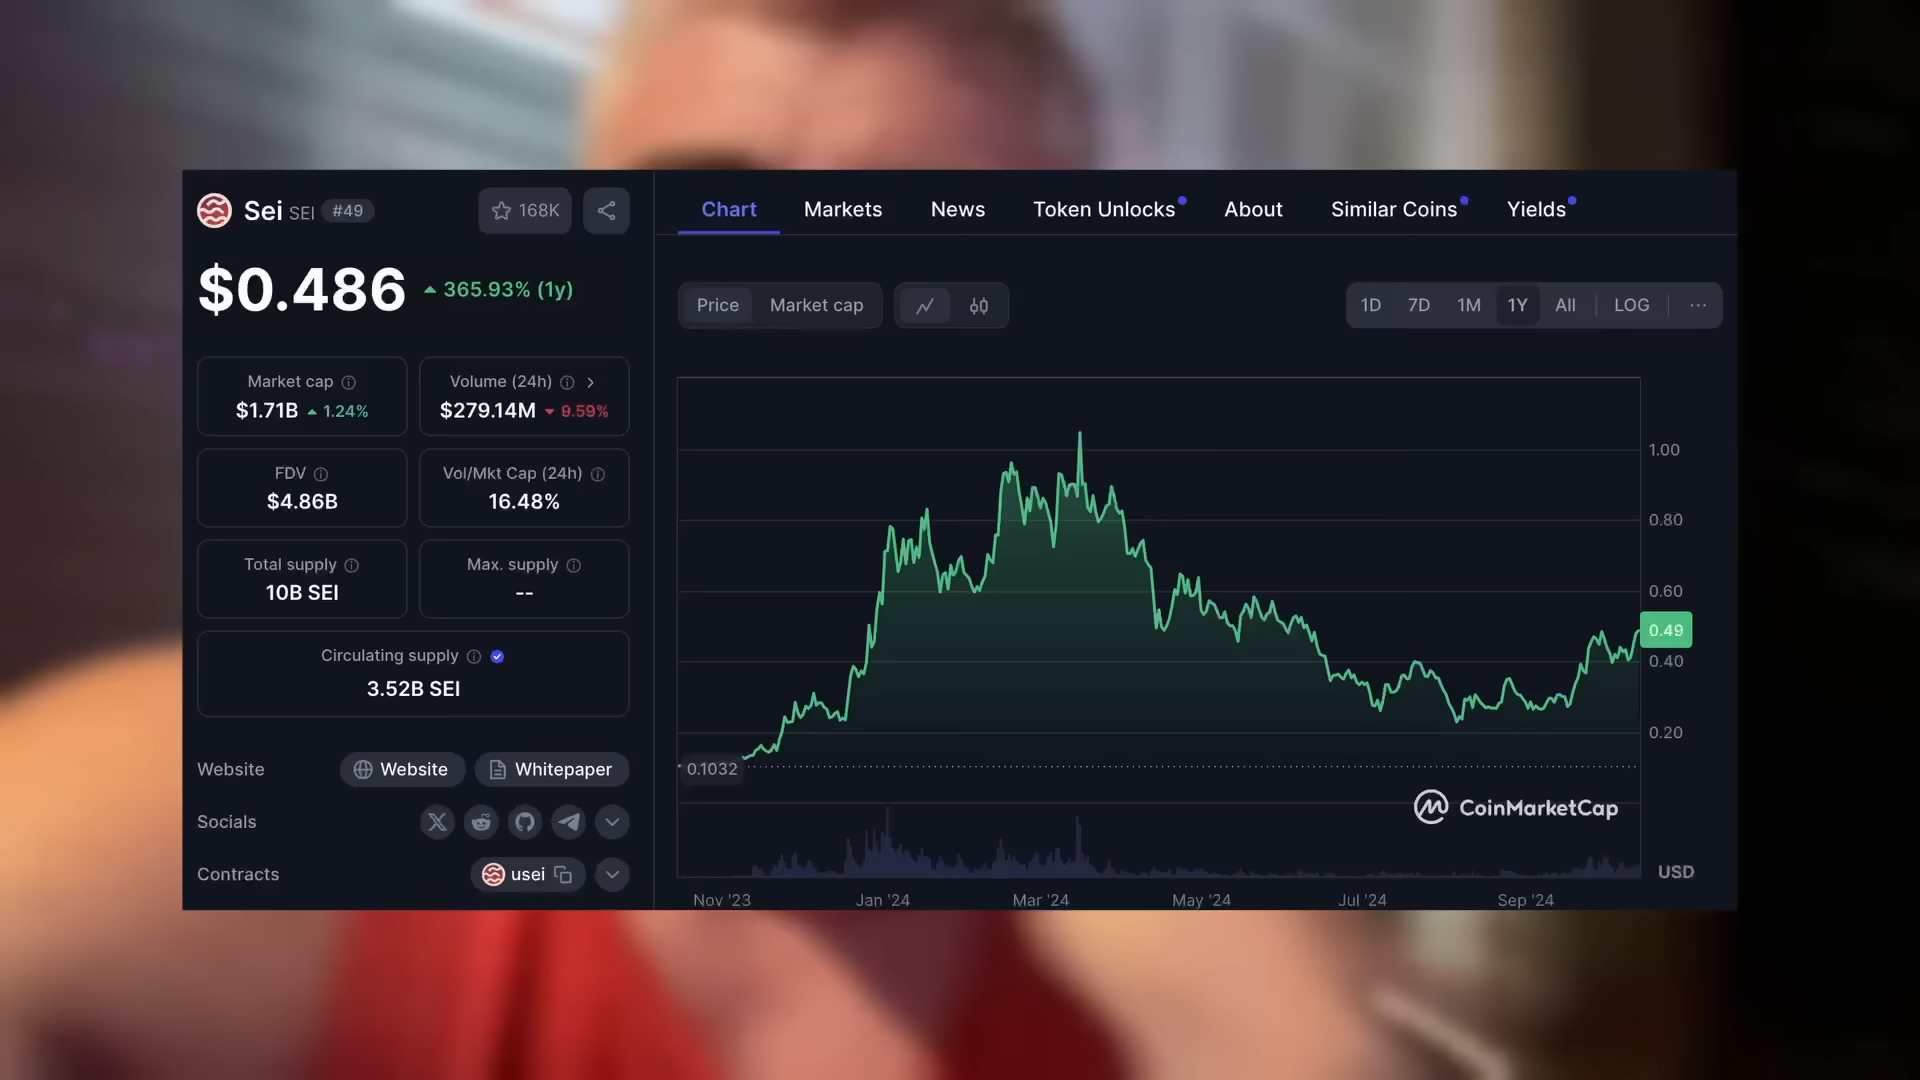 Sei SEI #49
168K
$0.486 365.93% (1y)
Market cap
$1.71B 1.24%
Volume (24h)
$279.14M 9.59%
FDV
$4.86B
Vol/Mkt Cap (24h)
16.48%
Total supply
10B SEI
Max. supply
--
Circulating supply
3.52B SEI
Website Website Whitepaper
Socials
Contracts usei
Chart Markets News Token Unlocks About Similar Coins Yields
Price Market cap
1D 7D 1M 1Y All LOG ...
1.00
0.80
0.60
0.49
0.40
0.20
0.1032
CoinMarketCap
USD
Nov '23 Jan '24 Mar '24 May '24 Jul '24 Sep '24